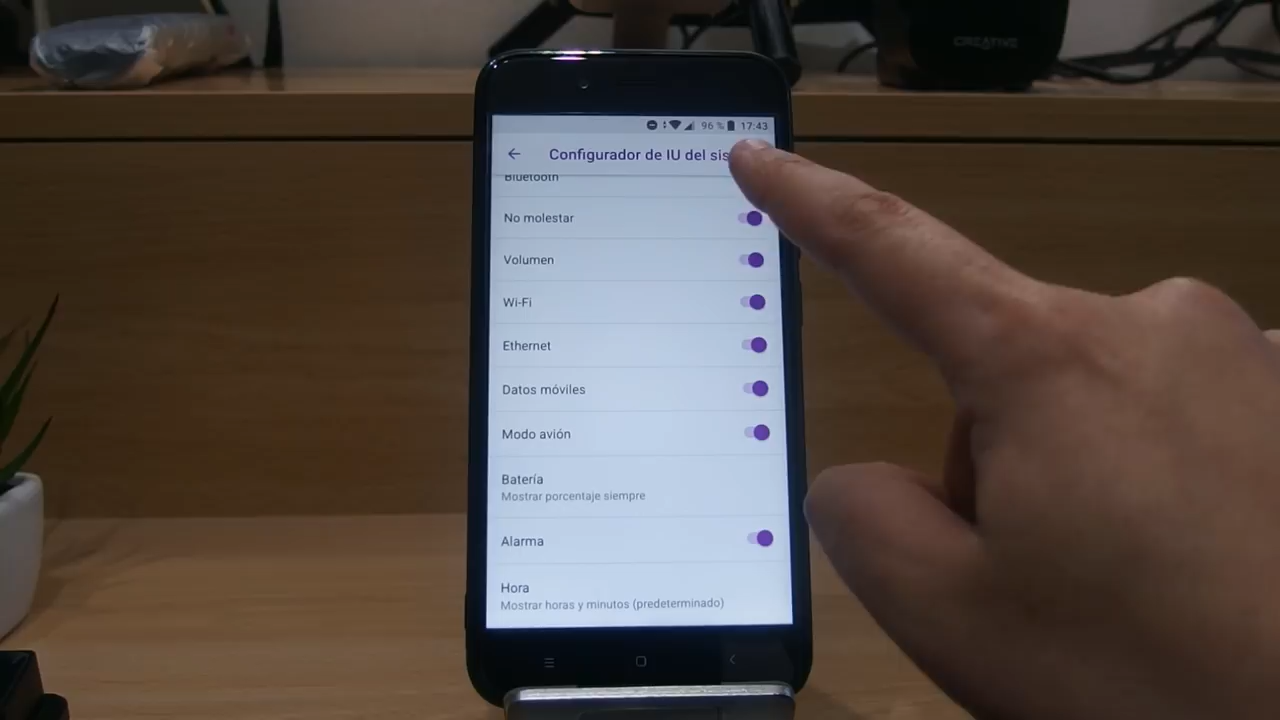 CREATIVE
96 % 17:43
Configurador de IU del sis
Bluetooth
No molestar
Volumen
Wi-Fi
Ethernet
Datos móviles
Modo avión
Batería
Mostrar porcentaje siempre
Alarma
Hora
Mostrar horas y minutos (predeterminado)